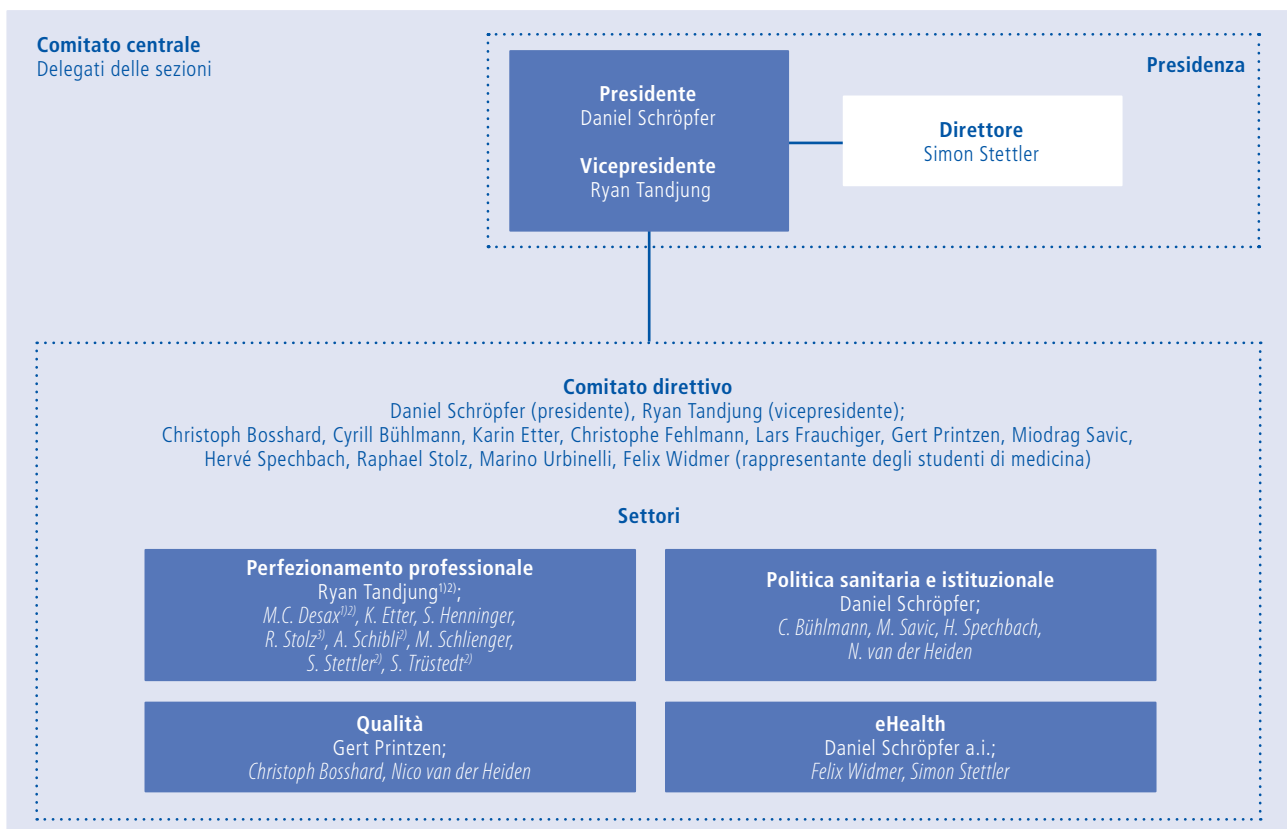 Comitato centrale
Delegati delle sezioni
Presidenza
Presidente
Daniel Schröpfer
Vicepresidente
Ryan Tandjung
Direttore
Simon Stettler
Comitato direttivo
Daniel Schröpfer (presidente), Ryan Tandjung (vicepresidente);
Christoph Bosshard, Cyrill Bühlmann, Karin Etter, Christophe Fehlmann, Lars Frauchiger, Gert Printzen, Miodrag Savic,
Hervé Spechbach, Raphael Stolz, Marino Urbinelli, Felix Widmer (rappresentante degli studenti di medicina)
Settori
Perfezionamento professionale
Ryan Tandjung1)2);
M.C. Desax1)2), K. Etter, S. Henninger,
R. Stolz3), A. Schibli2), M. Schlienger,
S. Stettler2), S. Trüstedt2)
Politica sanitaria e istituzionale
Daniel Schröpfer;
C. Bühlmann, M. Savic, H. Spechbach,
N. van der Heiden
Qualità
Gert Printzen;
Christoph Bosshard, Nico van der Heiden
eHealth
Daniel Schröpfer a.i.;
Felix Widmer, Simon Stettler